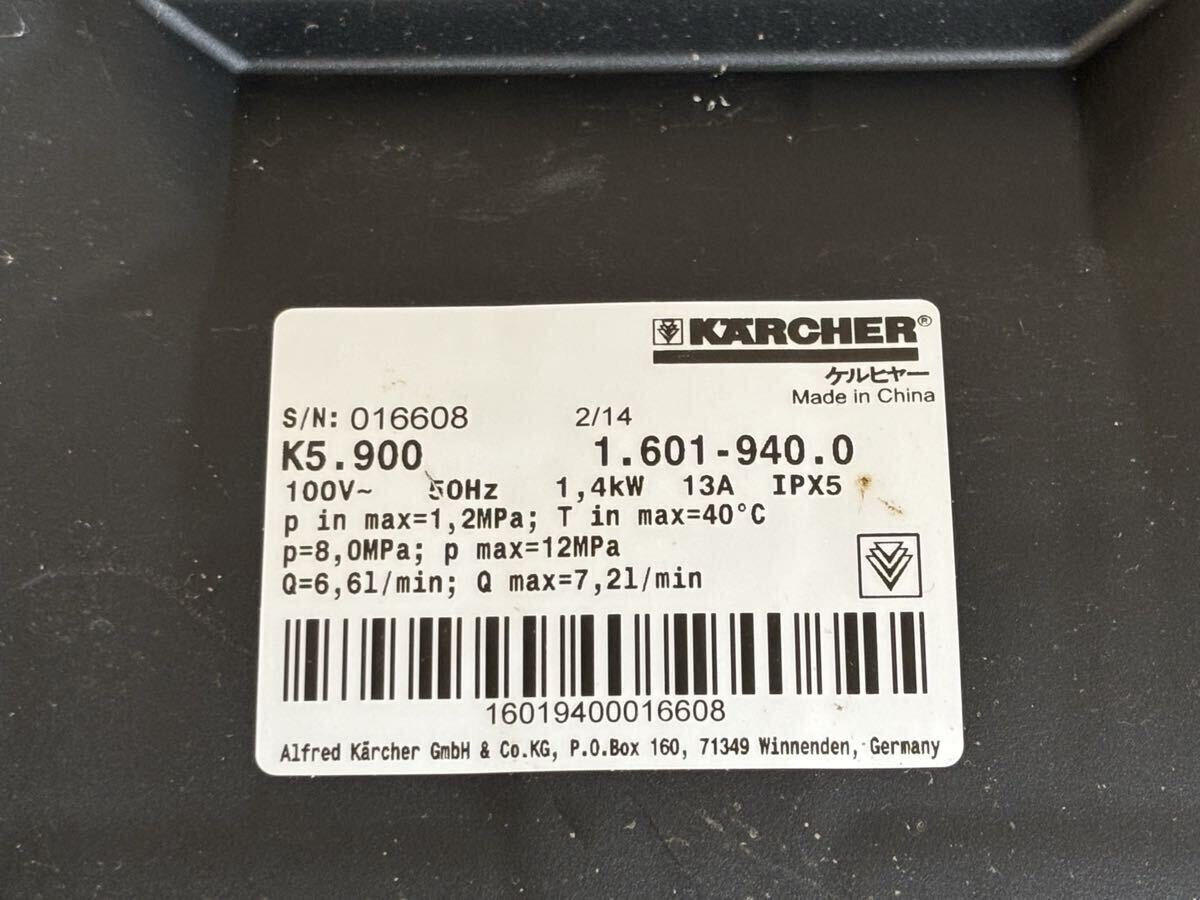 KÄRCHER®
ケルヒャー
Made in China
S/N: 016608 2/14
K5.900 1.601-940.0
100V~ 50Hz 1,4kW 13A IPX5
p in max=1,2MPa; T in max=40°C
p=8,0MPa; p max=12MPa
Q=6,6l/min; Q max=7,2l/min
16019400016608
Alfred Kärcher GmbH & Co.KG, P.O.Box 160, 71349 Winnenden, Germany